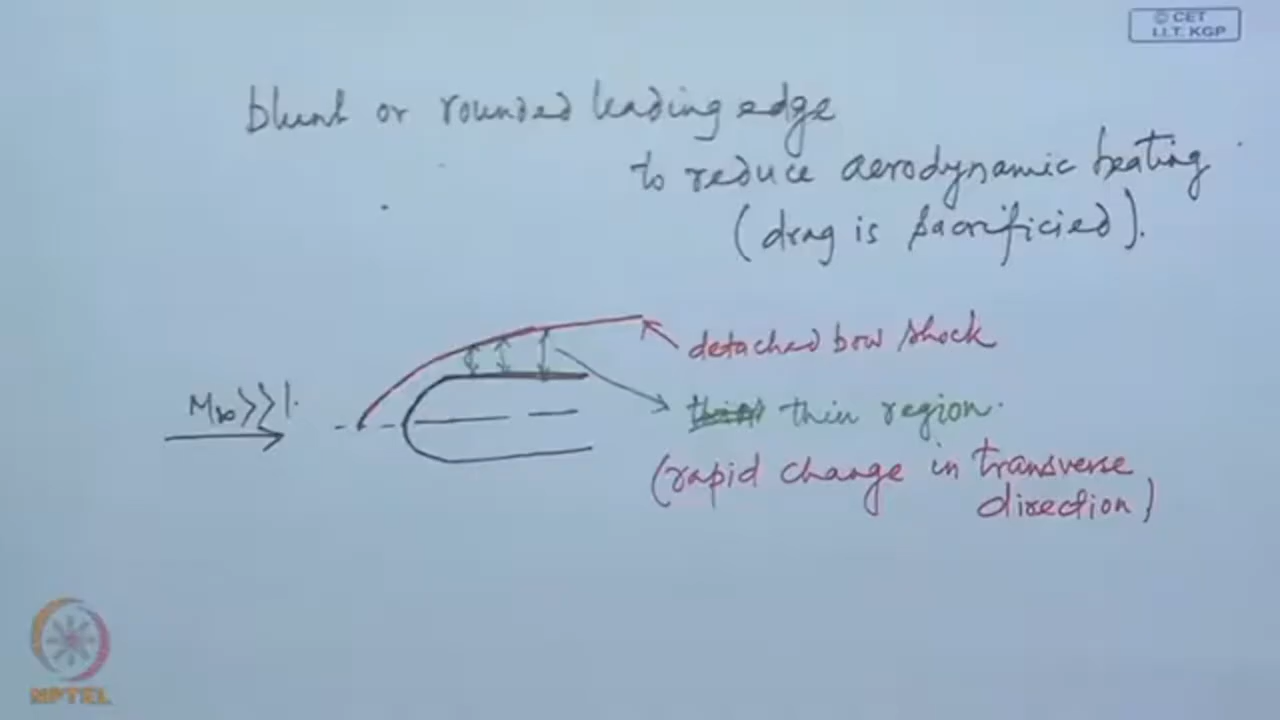 © CET
I.I.T. KGP
blunt or rounded leading edge
to reduce aerodynamic heating
(drag is sacrificied).
detached bow shock
M∞>>1.
thin region.
(rapid change in transverse
direction)
NPTEL